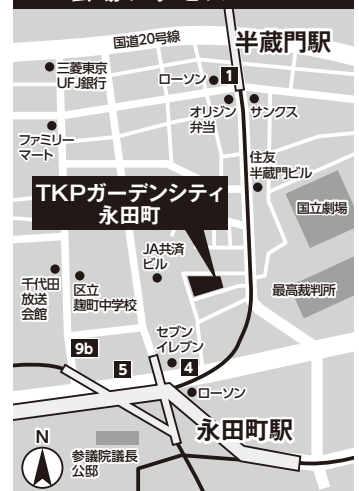 国道20号線
半蔵門駅
三菱東京
UFJ銀行
ローソン
1
オリジン
弁当
サンクス
ファミリー
マート
住友
半蔵門ビル
TKPガーデンシティ
永田町
国立劇場
JA共済
ビル
千代田
放送
会館
区立
麹町中学校
最高裁判所
セブン
イレブン
9b
5
4
ローソン
永田町駅
N
参議院議長
公邸